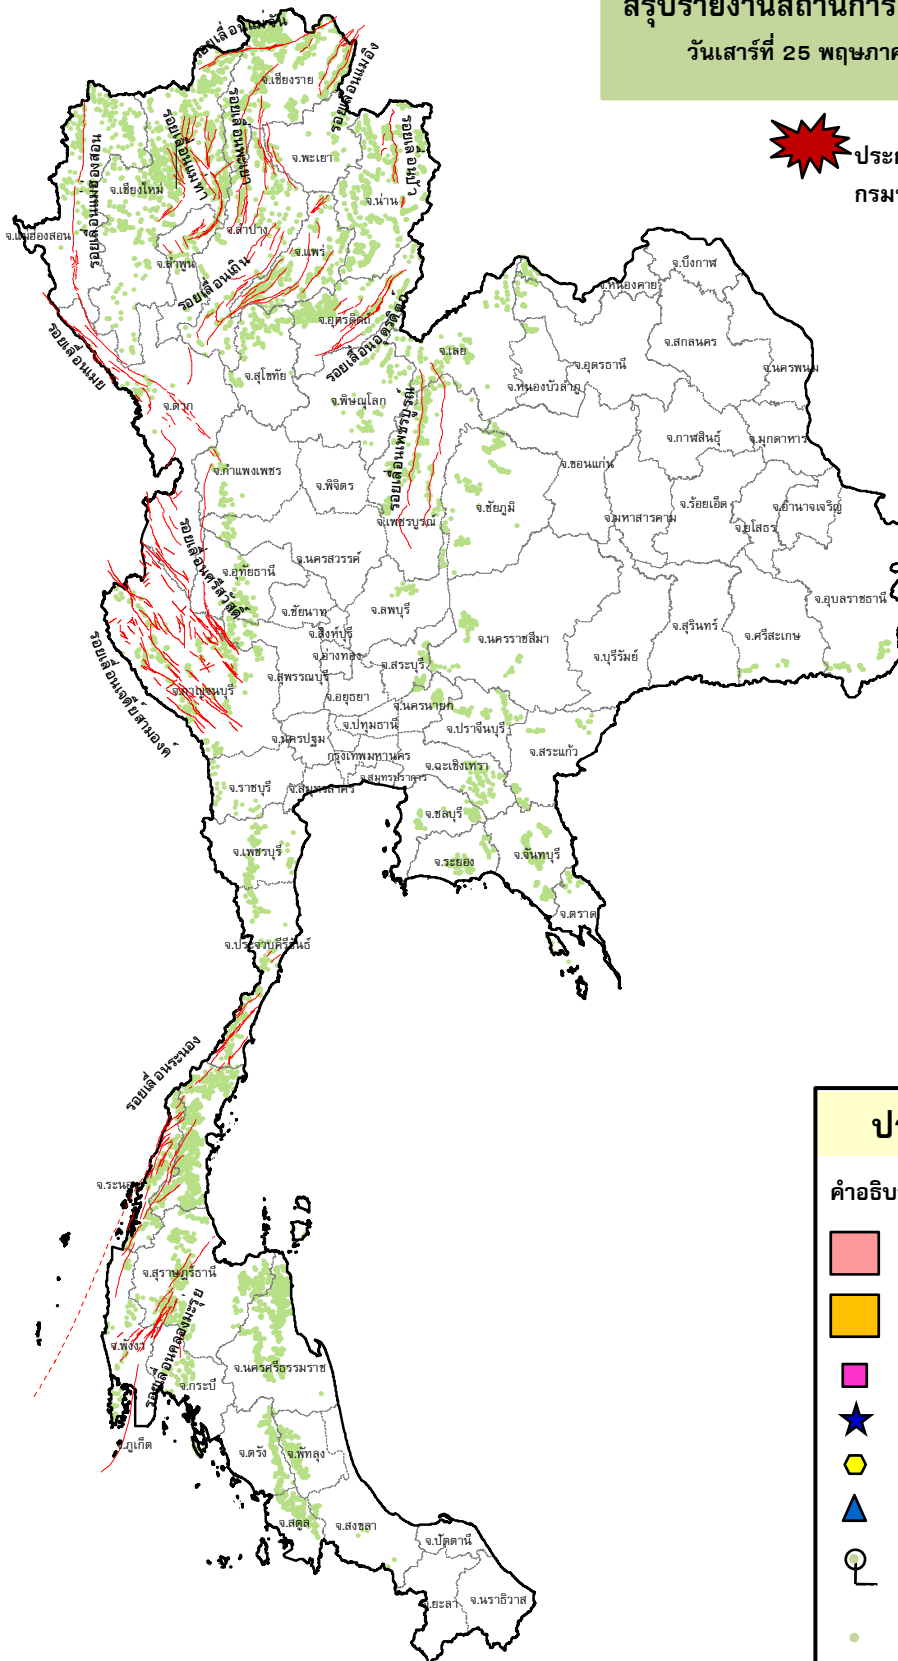 สรุปรายงานสถานการ
วันเสาร์ที่ 25 พฤษภาค
ประก
กรมท
รอยเลื่อนแม่จัน
จ.เชียงราย
รอยเลื่อนแม่อิง
รอยเลื่อนแม่ฮ่องสอน
รอยเลื่อนแม่ทา
รอยเลื่อนพะเยา
จ.พะเยา
รอยเลื่อนปัว
จ.เชียงใหม่
จ.น่าน
จ.แม่ฮ่องสอน
จ.ลำปาง
จ.ลำพูน
จ.แพร่
รอยเลื่อนเถิน
จ.บึงกาฬ
จ.หนองคาย
จ.อุตรดิตถ์
รอยเลื่อนอุตรดิตถ์
รอยเลื่อนเมย
จ.สกลนคร
จ.เลย
จ.อุดรธานี
จ.นครพนม
จ.สุโขทัย
จ.หนองบัวลำภู
จ.พิษณุโลก
จ.ตาก
รอยเลื่อนเพชรบูรณ์
จ.กาฬสินธุ์
จ.มุกดาหาร
จ.กำแพงเพชร
จ.ขอนแก่น
จ.พิจิตร
จ.ชัยภูมิ
จ.ร้อยเอ็ด
จ.อำนาจเจริญ
จ.เพชรบูรณ์
จ.มหาสารคาม
จ.ยโสธร
รอยเลื่อนศรีสวัสดิ์
จ.นครสวรรค์
จ.อุทัยธานี
จ.อุบลราชธานี
จ.ชัยนาท
จ.ลพบุรี
จ.สุรินทร์
จ.สิงห์บุรี
จ.นครราชสีมา
จ.ศรีสะเกษ
จ.อ่างทอง
จ.สระบุรี
จ.บุรีรัมย์
จ.สุพรรณบุรี
รอยเลื่อนเจดีย์สามองค์
จ.กาญจนบุรี
จ.อยุธยา
จ.นครนายก
จ.ปทุมธานี
จ.ปราจีนบุรี
จ.นครปฐม
จ.สระแก้ว
กรุงเทพมหานคร
จ.ฉะเชิงเทรา
จ.สมุทรปราการ
จ.ราชบุรี
จ.สมุทรสาคร
จ.ชลบุรี
จ.เพชรบุรี
จ.ระยอง
จ.จันทบุรี
จ.ตราด
จ.ประจวบคีรีขันธ์
รอยเลื่อนระนอง
จ.ระนอง
จ.สุราษฎร์ธานี
รอยเลื่อนคลองมะรุ่ย
จ.พังงา
จ.นครศรีธรรมราช
จ.กระบี่
จ.ภูเก็ต
จ.ตรัง
จ.พัทลุง
จ.สตูล
จ.สงขลา
จ.ปัตตานี
จ.ยะลา
จ.นราธิวาส
ปร
คำอธิบ